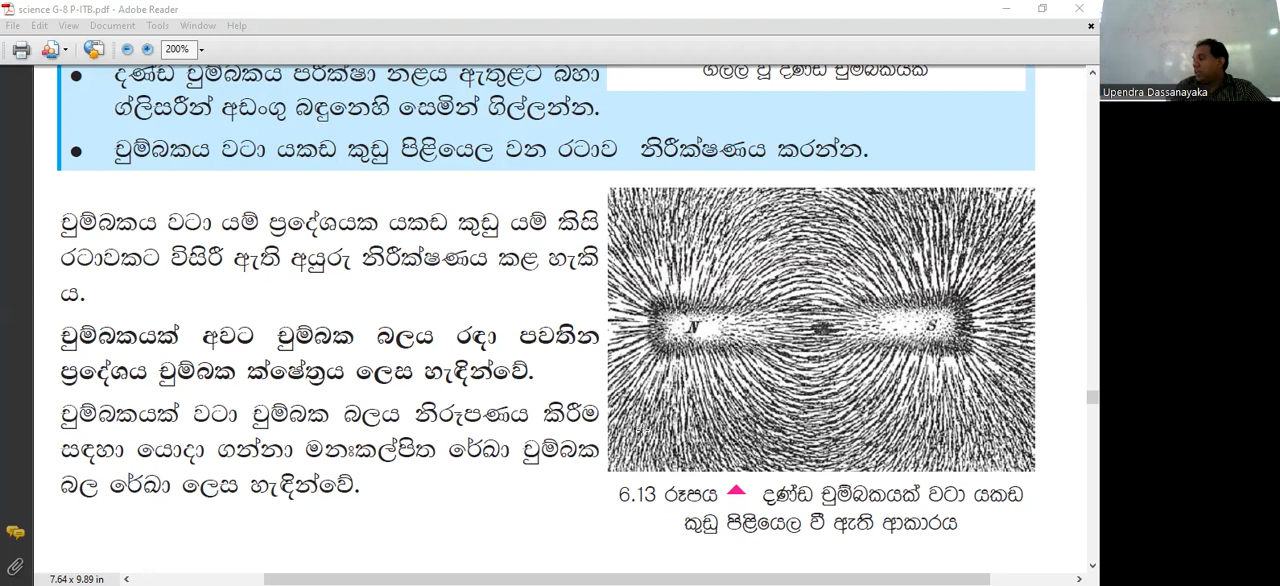 science G-8 P-ITB.pdf - Adobe Reader
File Edit View Document Tools Window Help
200%
Upendra Dassanayaka
දණ්ඩ චුම්බකය පරීක්ෂා නළය ඇතුළට බහා
ග්ලිසරීන් අඩංගු බඳුනෙහි සෙමින් ගිල්ලන්න.
චුම්බකය වටා යකඩ කුඩු පිළියෙල වන රටාව නිරීක්ෂණය කරන්න.
ගිල්ල වූ දණ්ඩ චුම්බකයක්
චුම්බකය වටා යම් ප්‍රදේශයක යකඩ කුඩු යම් කිසි
රටාවකට විසිරී ඇති අයුරු නිරීක්ෂණය කළ හැකි
ය.
චුම්බකයක් අවට චුම්බක බලය රඳා පවතින
ප්‍රදේශය චුම්බක ක්ෂේත්‍රය ලෙස හැඳින්වේ.
චුම්බකයක් වටා චුම්බක බලය නිරූපණය කිරීම
සඳහා යොදා ගන්නා මනඃකල්පිත රේඛා චුම්බක
බල රේඛා ලෙස හැඳින්වේ.
N S
6.13 රූපය ▲ දණ්ඩ චුම්බකයක් වටා යකඩ
කුඩු පිළියෙල වී ඇති ආකාරය
7.64 x 9.89 in